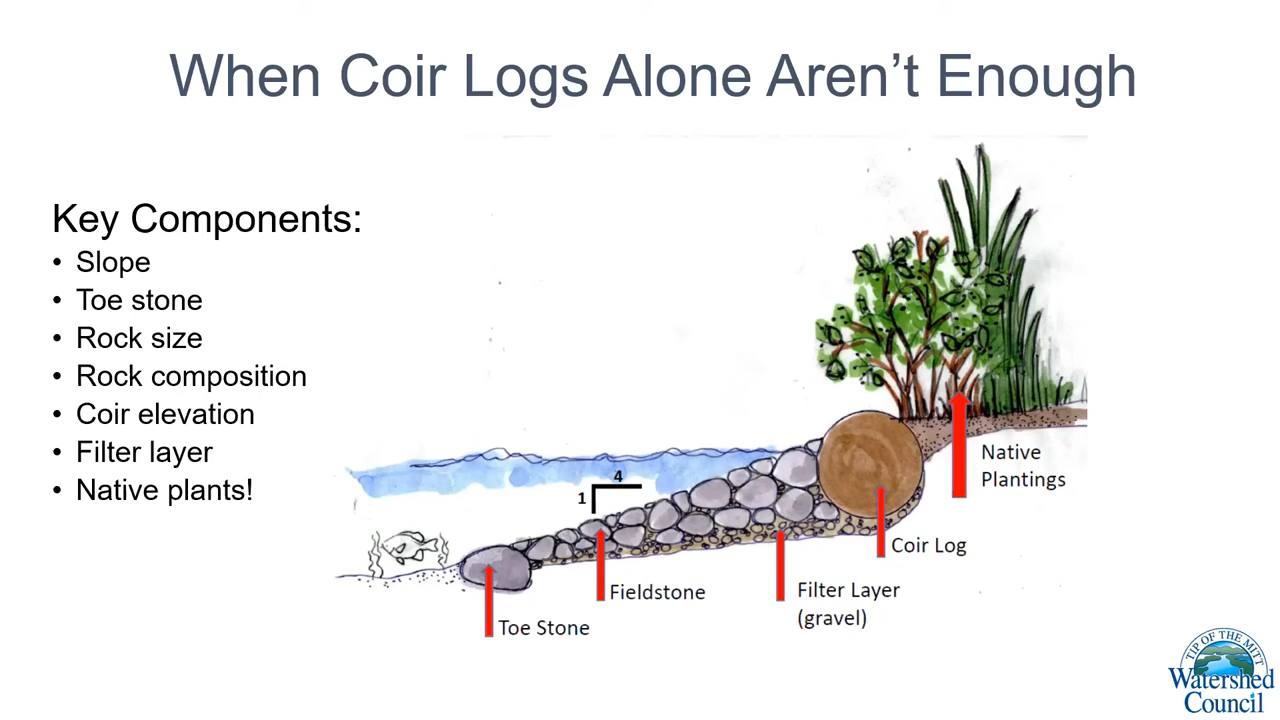 When Coir Logs Alone Aren’t Enough
Key Components:
• Slope
• Toe stone
• Rock size
• Rock composition
• Coir elevation
• Filter layer
• Native plants!
4
1
Native
Plantings
Coir Log
Fieldstone
Filter Layer
(gravel)
Toe Stone
TIP OF THE MITT
Watershed
Council